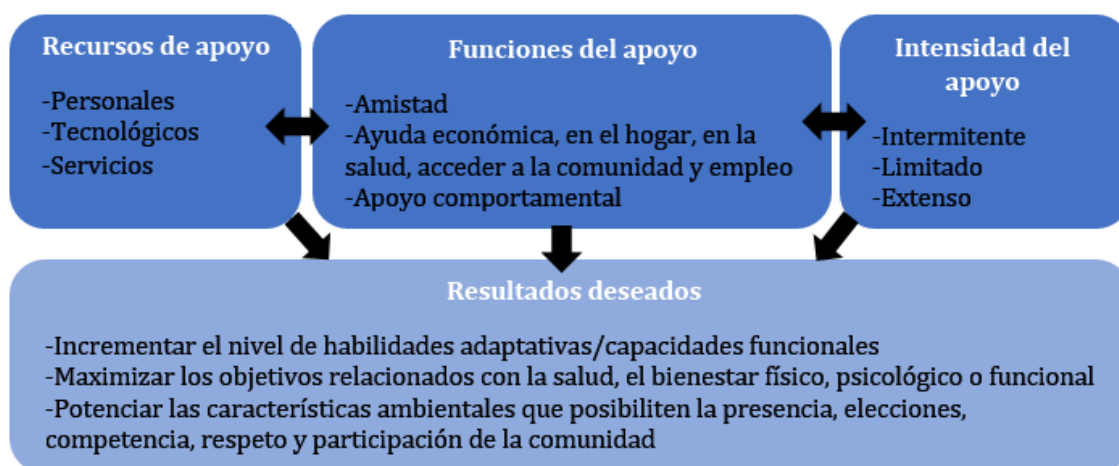 Recursos de apoyo
-Personales
-Tecnológicos
-Servicios
Funciones del apoyo
-Amistad
-Ayuda económica, en el hogar, en la
salud, acceder a la comunidad y empleo
-Apoyo comportamental
Intensidad del
apoyo
-Intermitente
-Limitado
-Extenso
Resultados deseados
-Incrementar el nivel de habilidades adaptativas/capacidades funcionales
-Maximizar los objetivos relacionados con la salud, el bienestar físico, psicológico o funcional
-Potenciar las características ambientales que posibiliten la presencia, elecciones,
competencia, respeto y participación de la comunidad